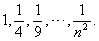 1, 1/4, 1/9, ⋯, 1/n².